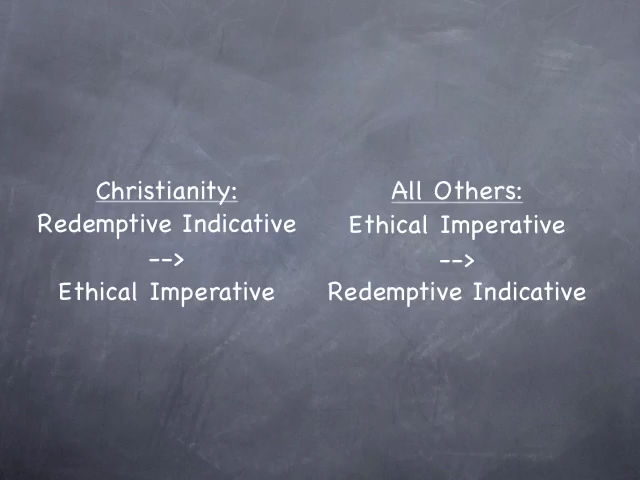 Christianity:
Redemptive Indicative
-->
Ethical Imperative
All Others:
Ethical Imperative
-->
Redemptive Indicative